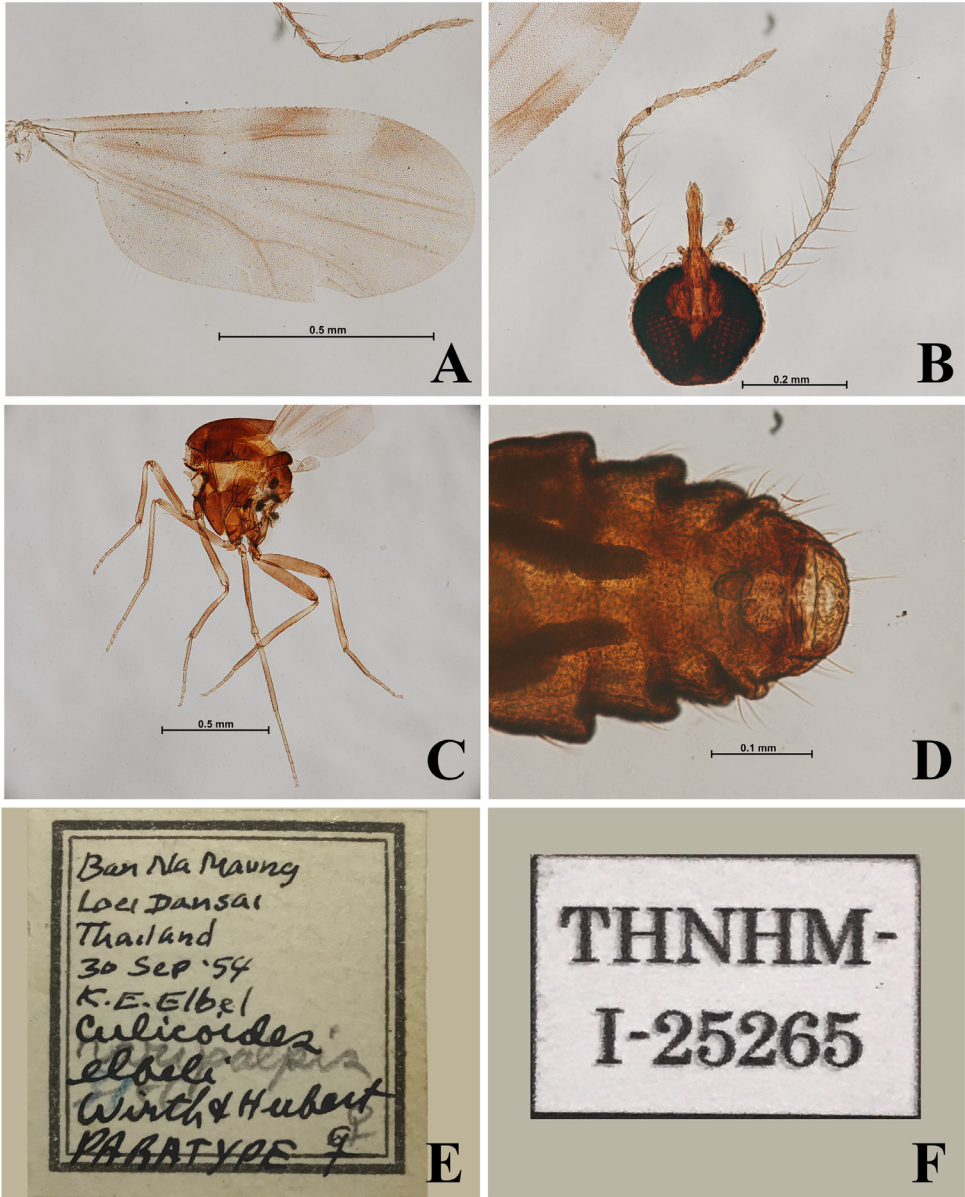 0.5 mm
A
0.2 mm
B
0.5 mm
C
0.1 mm
D
Ban Na Maung
Loei Dansai
Thailand
30 Sep '54
K.E. Elbel
Culicoides
elbeli
Wirth & Hubert
PARATYPE ♀
E
THNHM-
I-25265
F